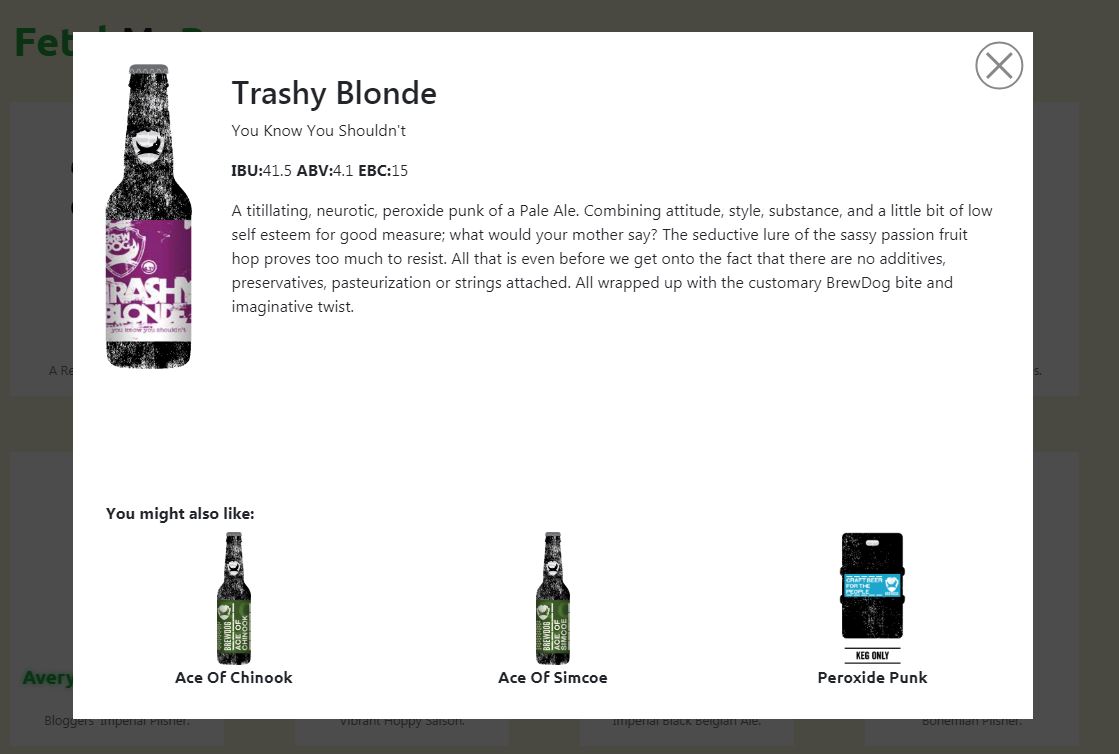 Trashy Blonde
You Know You Shouldn't
IBU:41.5 ABV:4.1 EBC:15
A titillating, neurotic, peroxide punk of a Pale Ale. Combining attitude, style, substance, and a little bit of low
self esteem for good measure; what would your mother say? The seductive lure of the sassy passion fruit
hop proves too much to resist. All that is even before we get onto the fact that there are no additives,
preservatives, pasteurization or strings attached. All wrapped up with the customary BrewDog bite and
imaginative twist.
BREW
DOG
TRASHY
BLONDE
you know you shouldn't
You might also like:
BREWDOG
ACE OF
CHINOOK
BREWDOG
ACE OF
SIMCOE
CRAFT BEER
FOR THE
PEOPLE
KEG ONLY
Ace Of Chinook
Ace Of Simcoe
Peroxide Punk
A Re
s.
Avery
Bloggers' Imperial Pilsner.
Vibrant Hoppy Saison.
Imperial Black Belgian Ale.
Bohemian Pilsner.